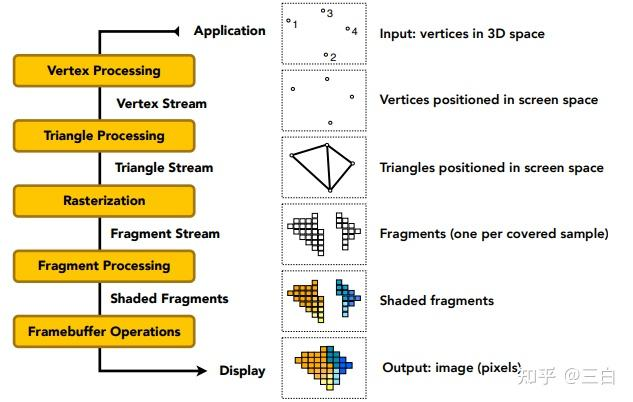 Application
3
1
4
2
Input: vertices in 3D space
Vertex Processing
Vertex Stream
Vertices positioned in screen space
Triangle Processing
Triangle Stream
Triangles positioned in screen space
Rasterization
Fragment Stream
Fragments (one per covered sample)
Fragment Processing
Shaded Fragments
Shaded fragments
Framebuffer Operations
Display
Output: image (pixels)
知乎 @三白